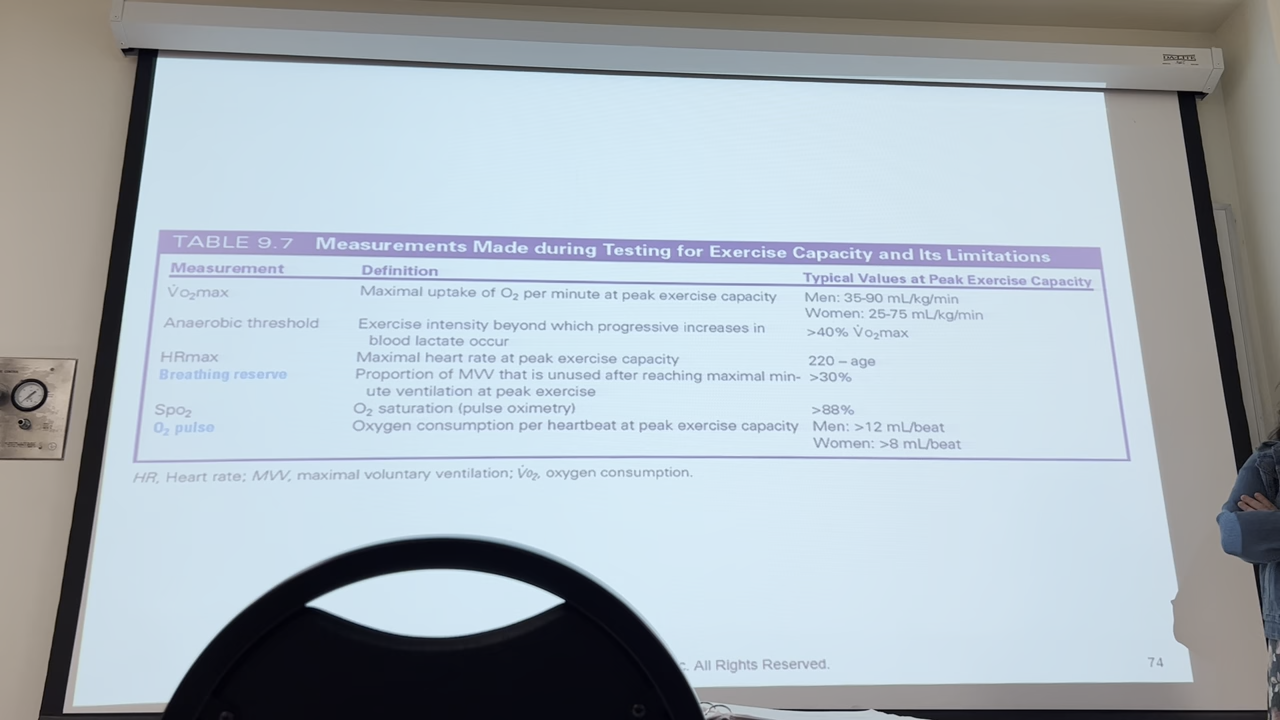 DA-LITE
TABLE 9.7 Measurements Made during Testing for Exercise Capacity and Its Limitations
Measurement Definition Typical Values at Peak Exercise Capacity
V̇o₂max Maximal uptake of O₂ per minute at peak exercise capacity Men: 35-90 mL/kg/min
Women: 25-75 mL/kg/min
Anaerobic threshold Exercise intensity beyond which progressive increases in >40% V̇o₂max
blood lactate occur
HRmax Maximal heart rate at peak exercise capacity 220 – age
Breathing reserve Proportion of MVV that is unused after reaching maximal min- >30%
ute ventilation at peak exercise
Spo₂ O₂ saturation (pulse oximetry) >88%
O₂ pulse Oxygen consumption per heartbeat at peak exercise capacity Men: >12 mL/beat
Women: >8 mL/beat
HR, Heart rate; MVV, maximal voluntary ventilation; V̇o₂, oxygen consumption.
c. All Rights Reserved. 74